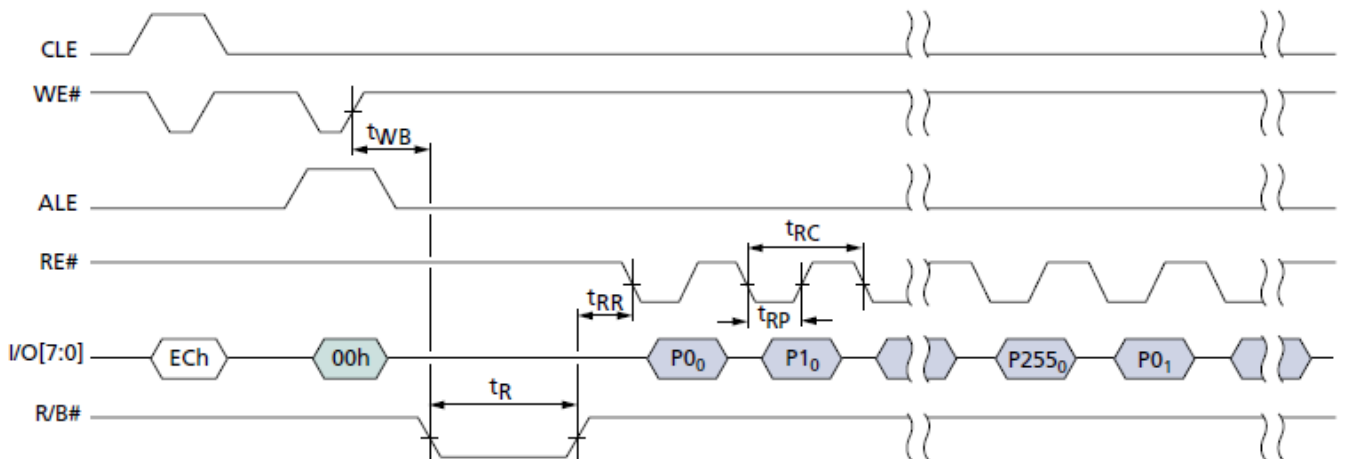 CLE
WE#
tWB
ALE
tRC
RE#
tRR
tRP
I/O[7:0] ECh 00h P0₀ P1₀ P255₀ P0₁
tR
R/B#